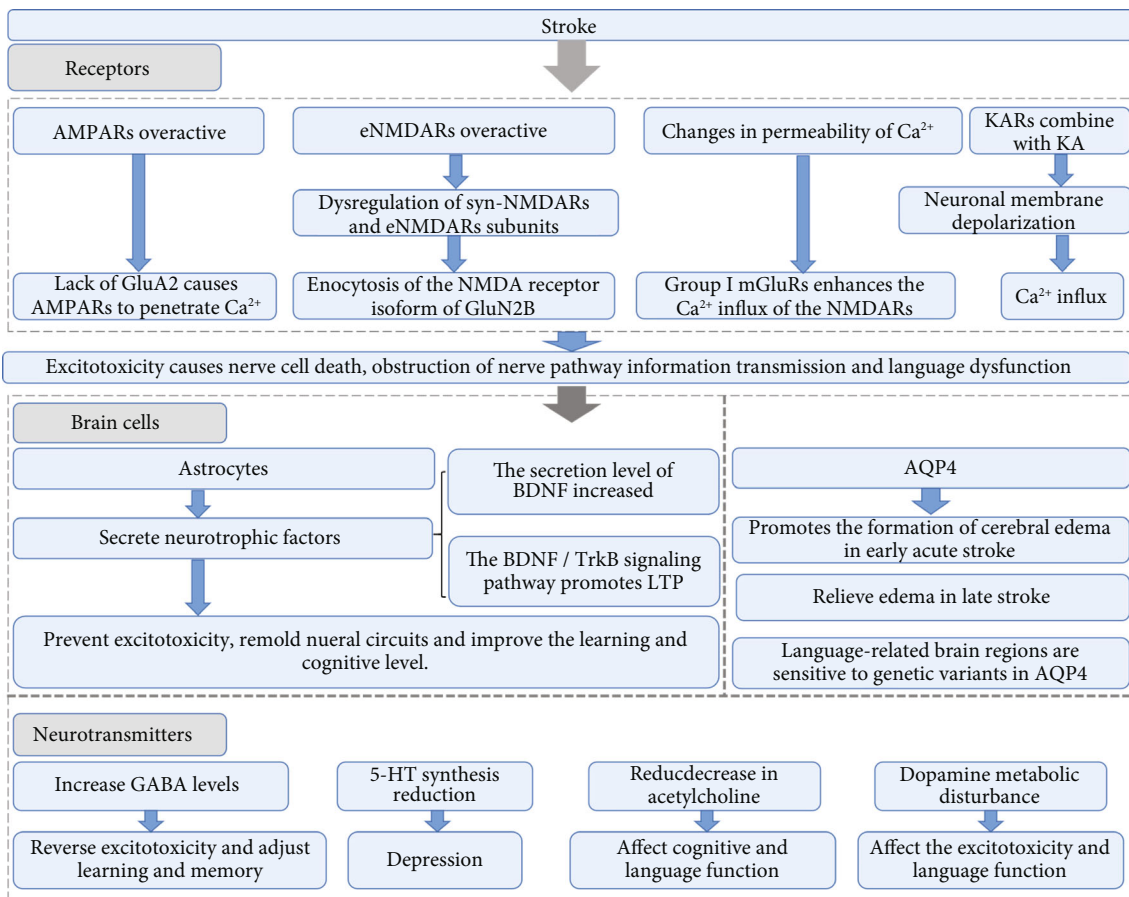 Stroke
Receptors
AMPARs overactive
eNMDARs overactive
Changes in permeability of Ca²⁺
KARs combine
with KA
Dysregulation of syn-NMDARs
and eNMDARs subunits
Neuronal membrane
depolarization
Lack of GluA2 causes
AMPARs to penetrate Ca²⁺
Enocytosis of the NMDA receptor
isoform of GluN2B
Group I mGluRs enhances the
Ca²⁺ influx of the NMDARs
Ca²⁺ influx
Excitotoxicity causes nerve cell death, obstruction of nerve pathway information transmission and language dysfunction
Brain cells
Astrocytes
Secrete neurotrophic factors
The secretion level of
BDNF increased
The BDNF / TrkB signaling
pathway promotes LTP
Prevent excitotoxicity, remold nueral circuits and improve the learning and
cognitive level.
AQP4
Promotes the formation of cerebral edema
in early acute stroke
Relieve edema in late stroke
Language-related brain regions are
sensitive to genetic variants in AQP4
Neurotransmitters
Increase GABA levels
Reverse excitotoxicity and adjust
learning and memory
5-HT synthesis
reduction
Depression
Reducdecrease in
acetylcholine
Affect cognitive and
language function
Dopamine metabolic
disturbance
Affect the excitotoxicity and
language function